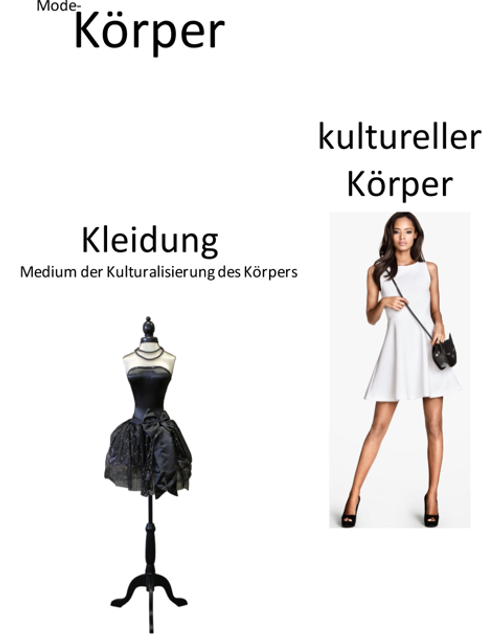 Mode-
Körper
kultureller
Körper
Kleidung
Medium der Kulturalisierung des Körpers